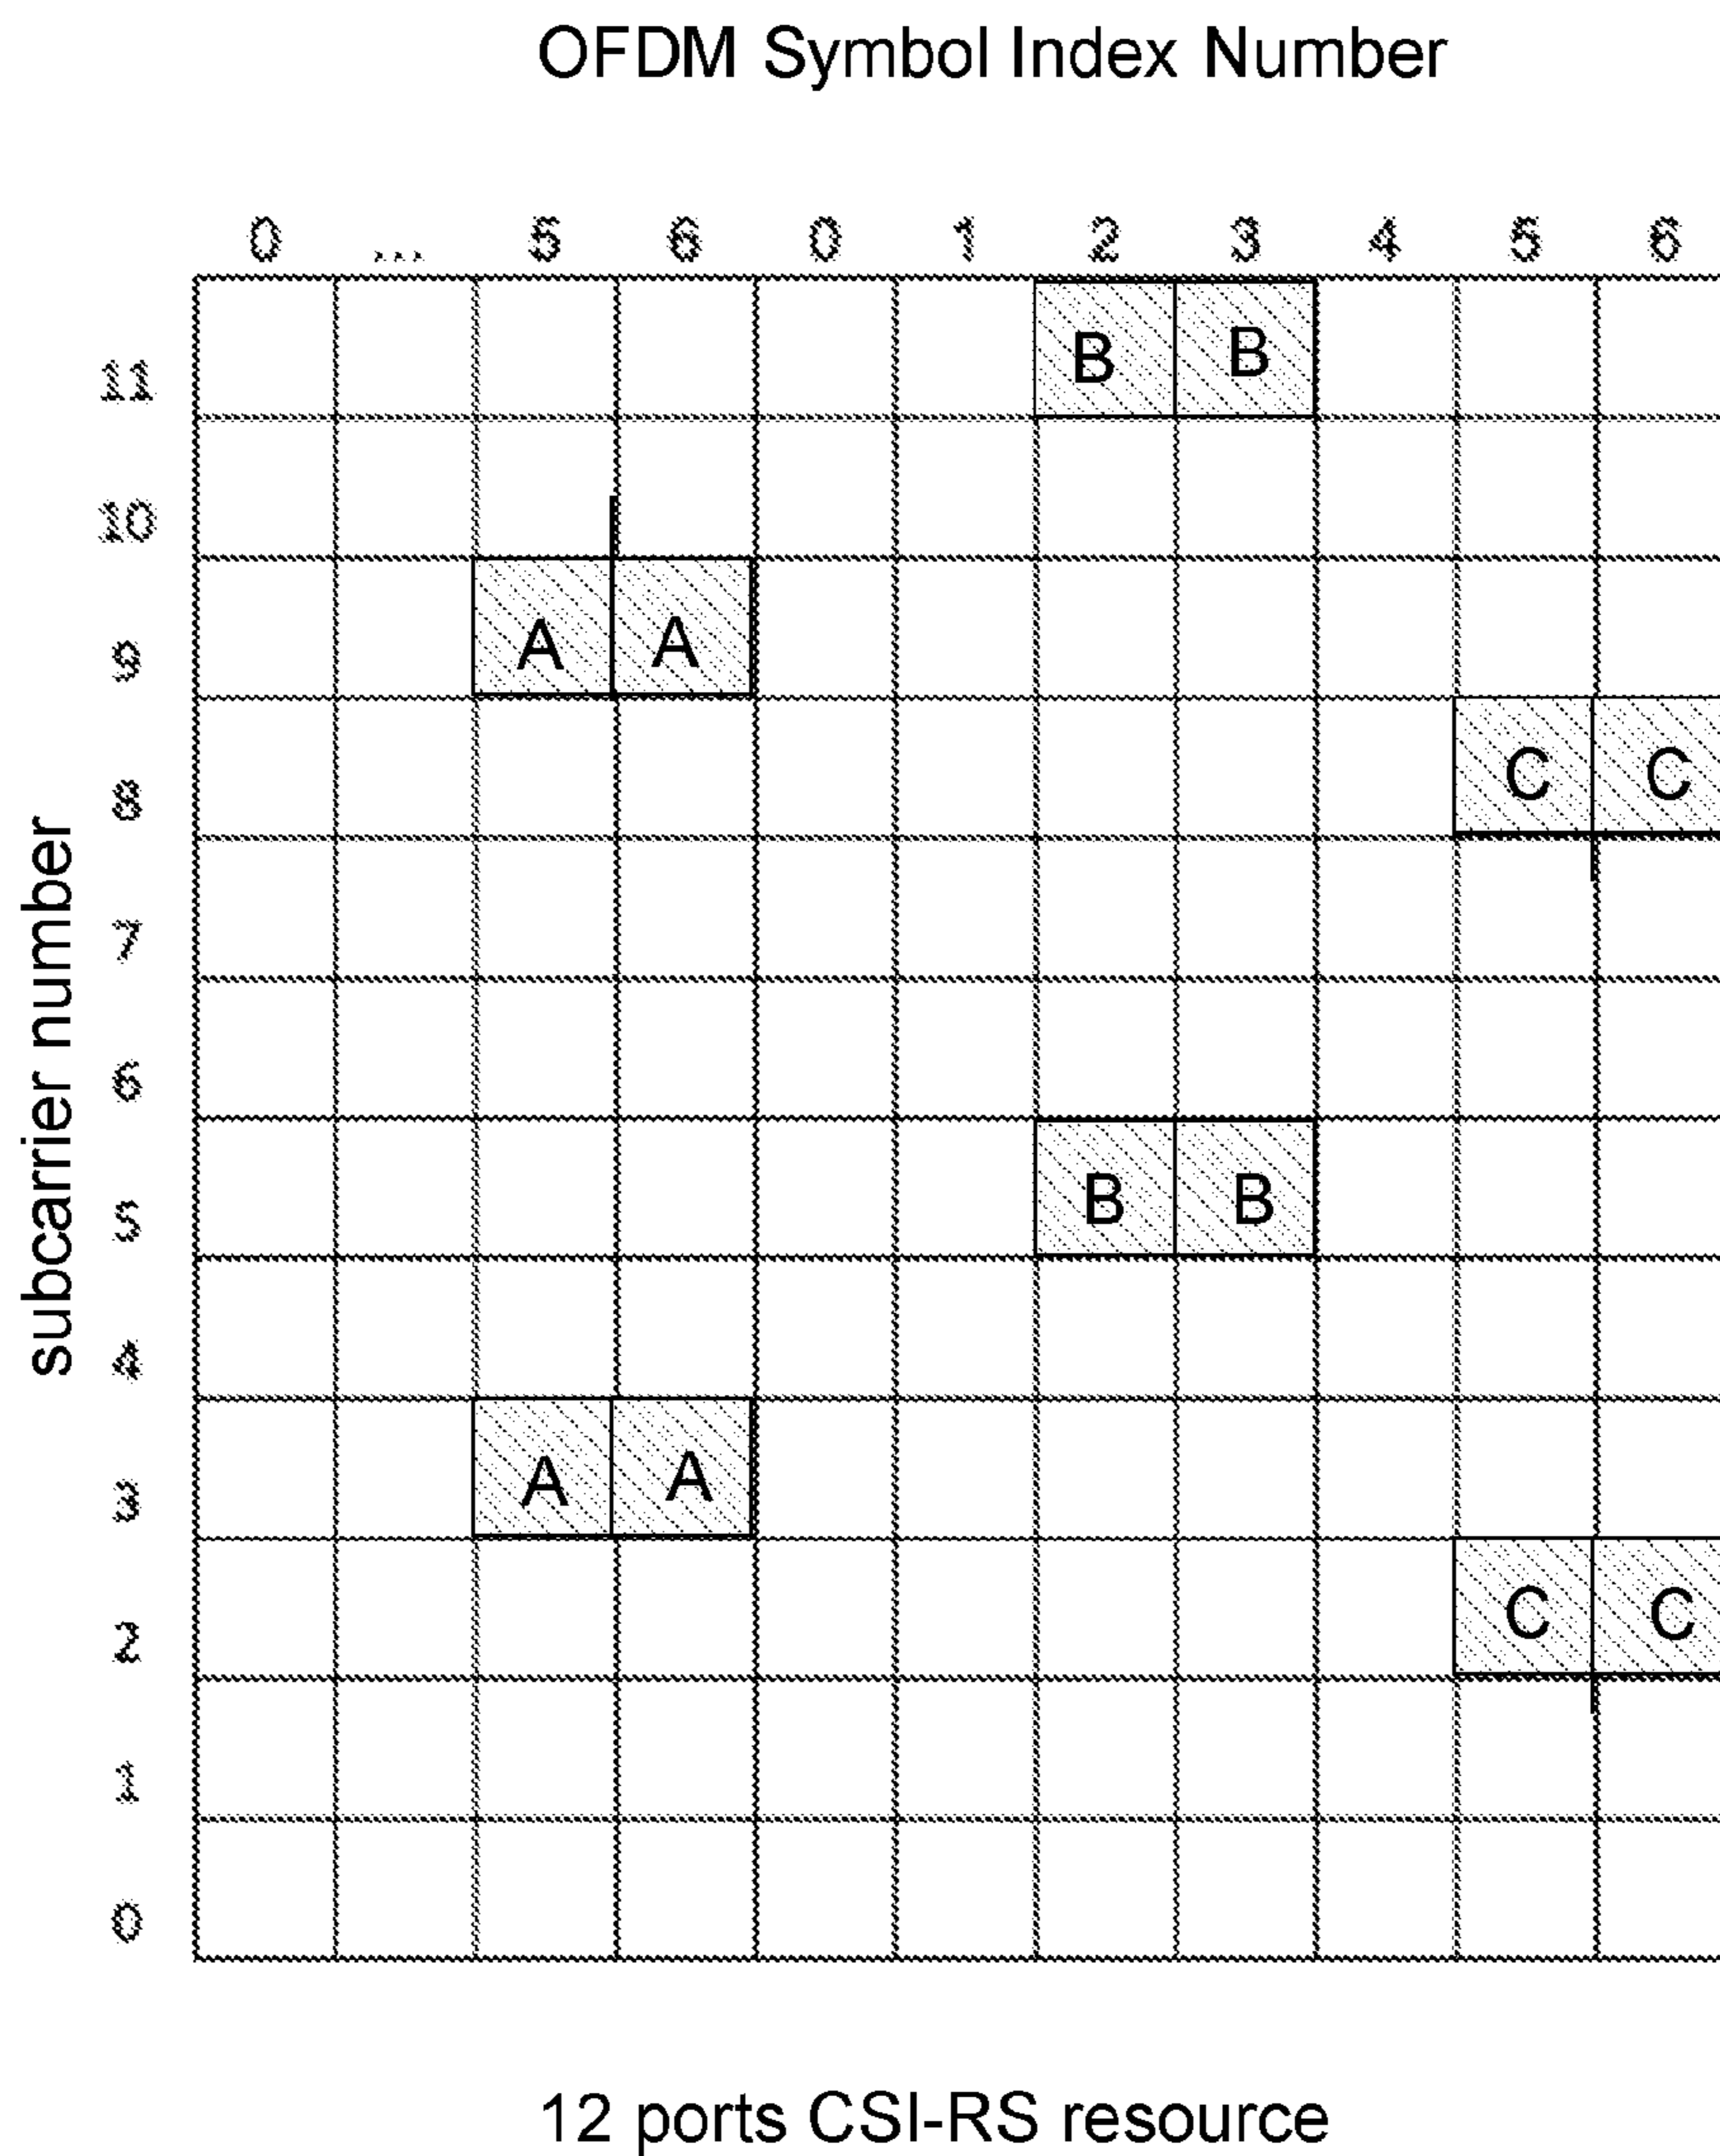 OFDM Symbol Index Number
0 ... 5 6 0 1 2 3 4 5 6
11 B B
10
9 A A
8 C C
7
6
5 B B
4
3 A A
2 C C
1
0
subcarrier number
12 ports CSI-RS resource